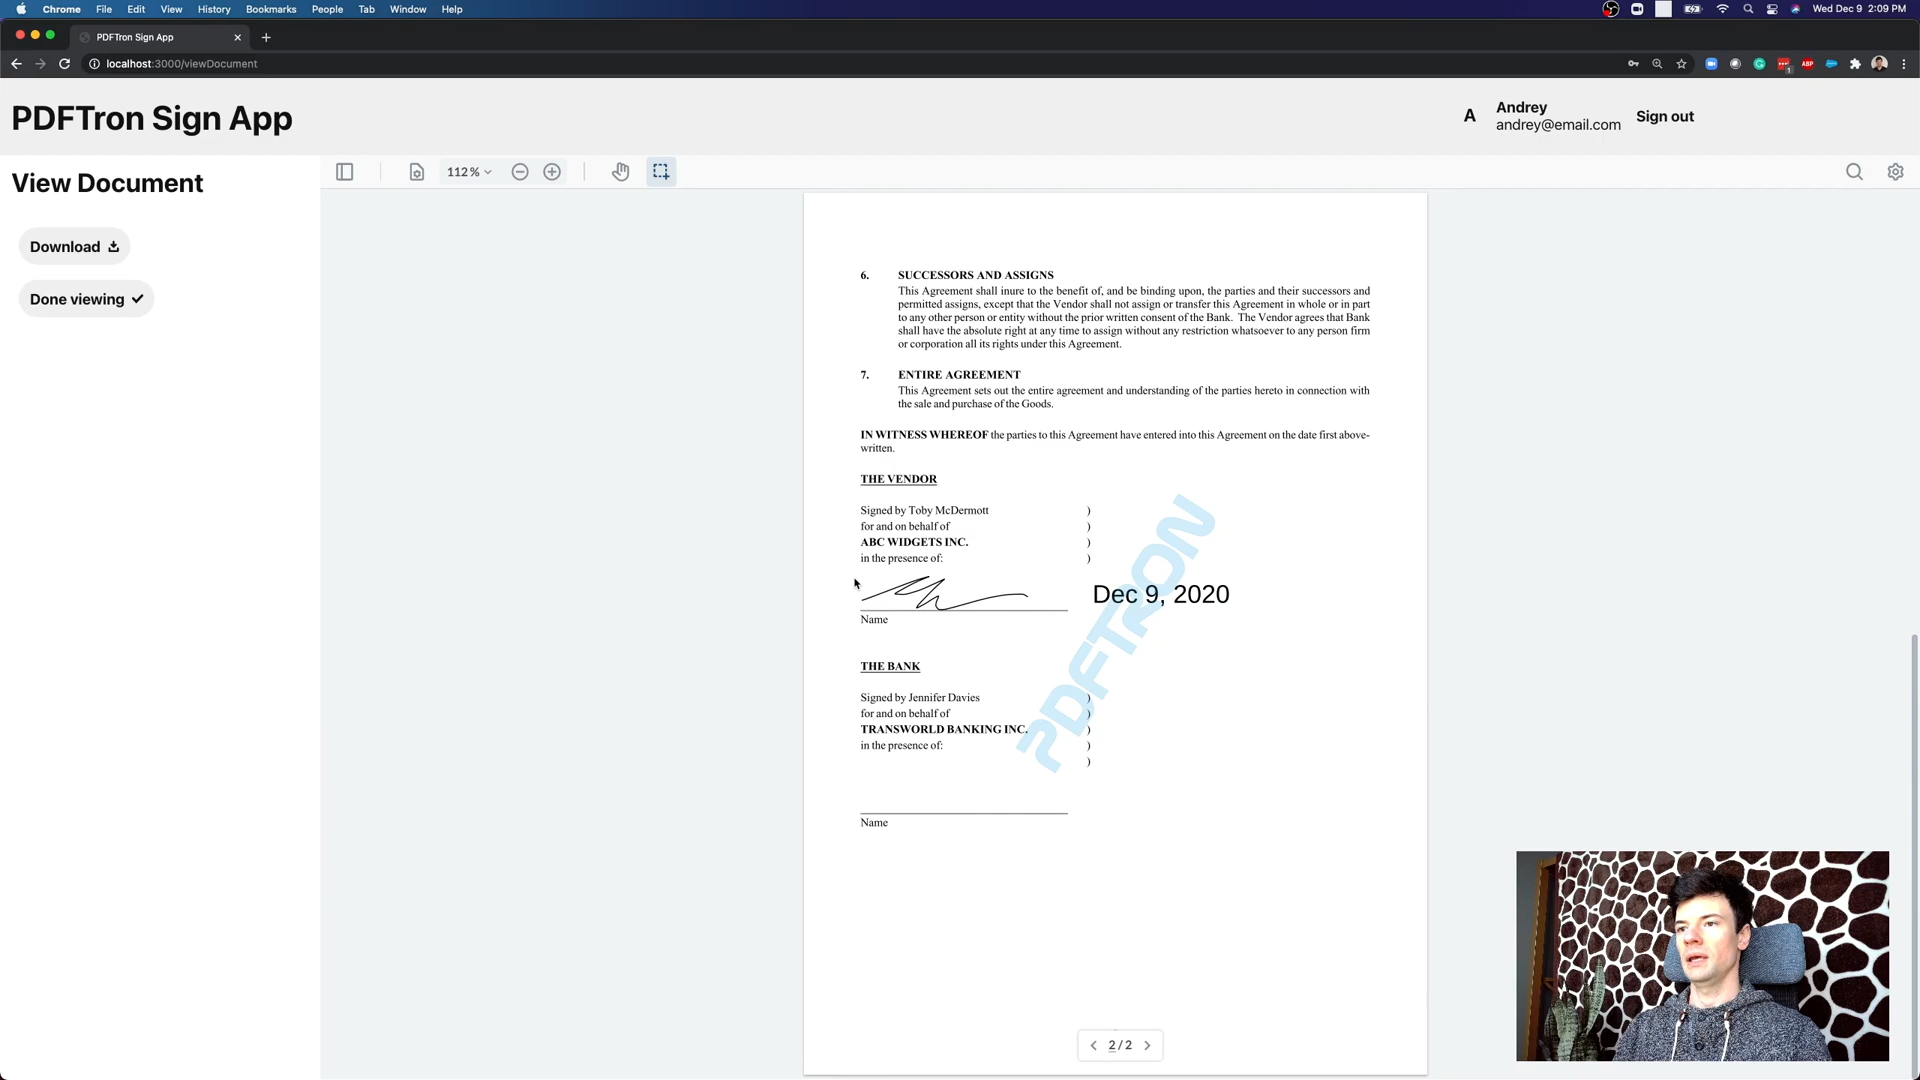 Chrome File Edit View History Bookmarks People Tab Window Help
Wed Dec 9 2:09 PM
PDFTron Sign App
localhost:3000/viewDocument
ABP
1
PDFTron Sign App
A
Andrey
andrey@email.com
Sign out
View Document
112%
Download
Done viewing
6. SUCCESSORS AND ASSIGNS
This Agreement shall inure to the benefit of, and be binding upon, the parties and their successors and
permitted assigns, except that the Vendor shall not assign or transfer this Agreement in whole or in part
to any other person or entity without the prior written consent of the Bank. The Vendor agrees that Bank
shall have the absolute right at any time to assign without any restriction whatsoever to any person firm
or corporation all its rights under this Agreement.
7. ENTIRE AGREEMENT
This Agreement sets out the entire agreement and understanding of the parties hereto in connection with
the sale and purchase of the Goods.
IN WITNESS WHEREOF the parties to this Agreement have entered into this Agreement on the date first above-
written.
THE VENDOR
Signed by Toby McDermott )
for and on behalf of )
ABC WIDGETS INC. )
in the presence of: )
Dec 9, 2020
Name
PDFTRON
THE BANK
Signed by Jennifer Davies )
for and on behalf of )
TRANSWORLD BANKING INC. )
in the presence of: )
)
Name
2/2